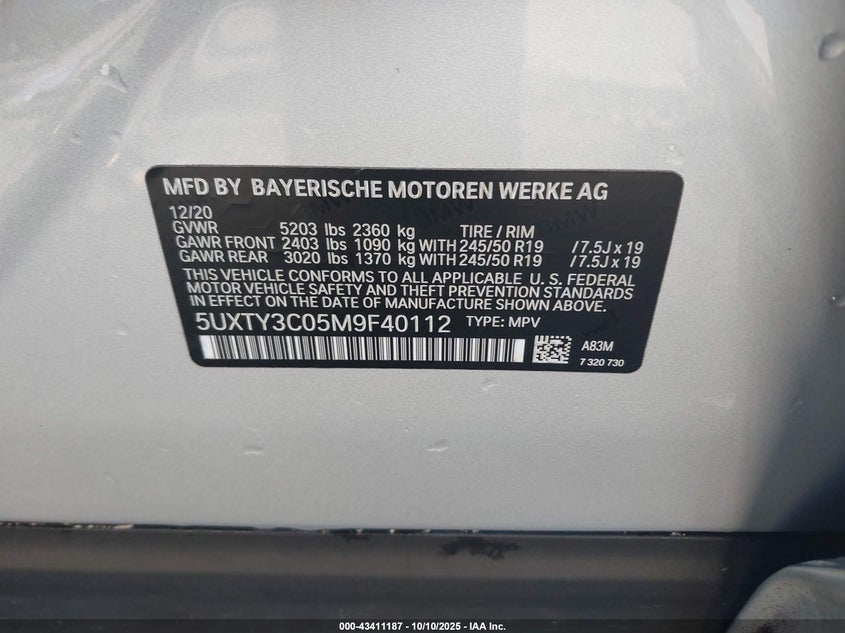 MFD BY BAYERISCHE MOTOREN WERKE AG
12/20
GVWR 5203 lbs 2360 kg TIRE / RIM
GAWR FRONT 2403 lbs 1090 kg WITH 245/50 R19 / 7.5J x 19
GAWR REAR 3020 lbs 1370 kg WITH 245/50 R19 / 7.5J x 19
THIS VEHICLE CONFORMS TO ALL APPLICABLE U. S. FEDERAL
MOTOR VEHICLE SAFETY AND THEFT PREVENTION STANDARDS
IN EFFECT ON THE DATE OF MANUFACTURE SHOWN ABOVE.
5UXTY3C05M9F40112 TYPE: MPV
A83M
7 320 730
000-43411187 - 10/10/2025 - IAA Inc.